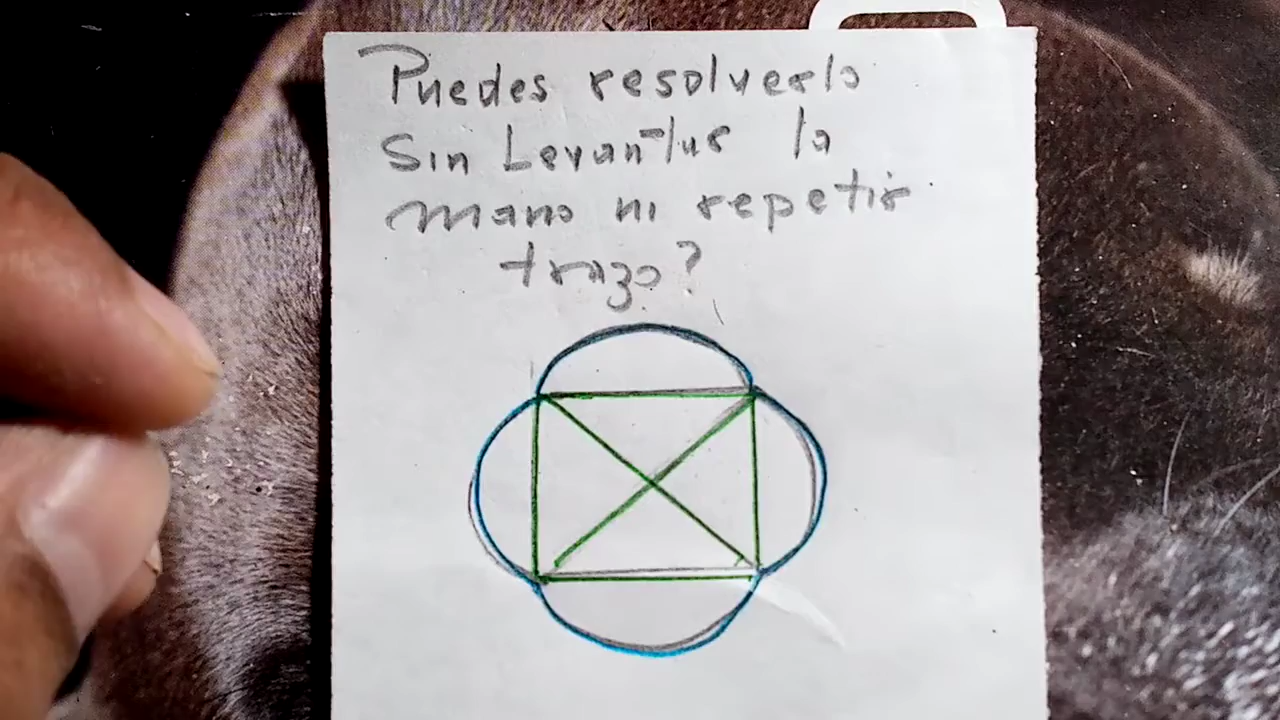 Puedes resolverlo
Sin Levantar la
mano ni repetir
trazo?